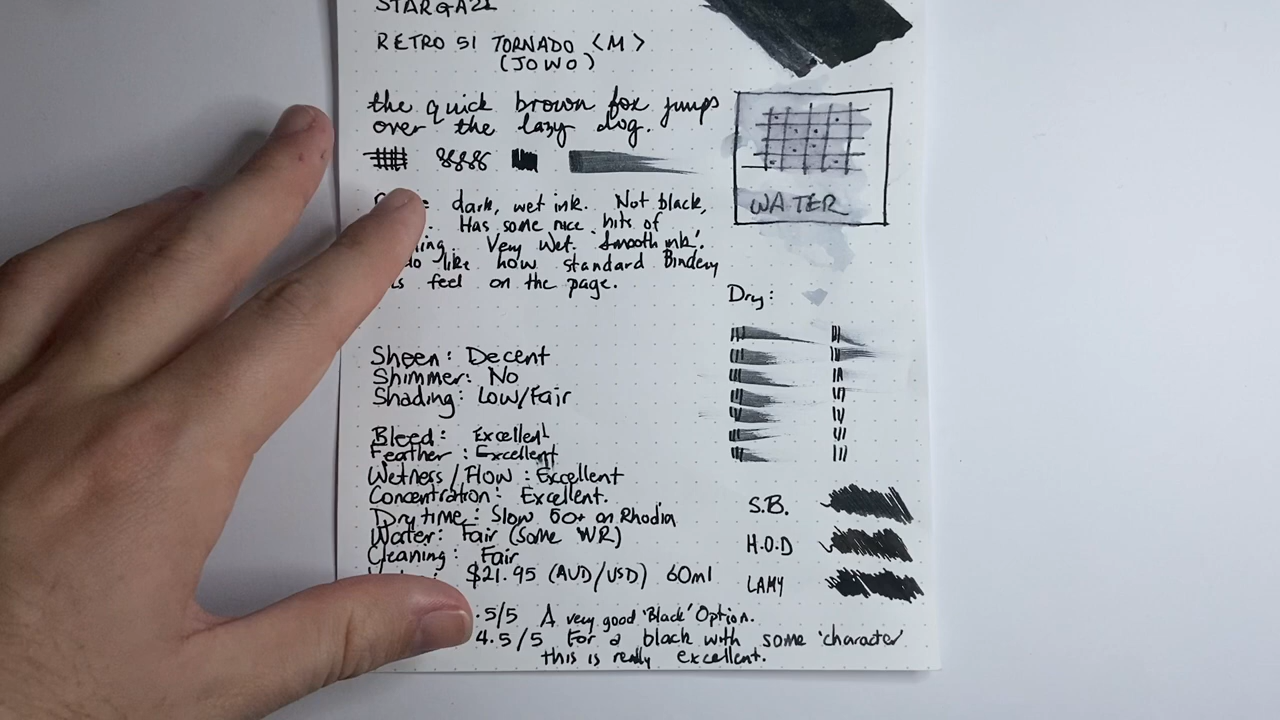 STARGAZE
RETRO 51 TORNADO <M>
(JOWO)
the quick brown fox jumps
over the lazy dog.
dark, wet ink. Not black,
Has some nice hits of
Very Wet. 'Smooth ink'.
like how standard Bindery
feel on the page.
WATER
Dry:
Sheen: Decent
Shimmer: No
Shading: Low/Fair
Bleed: Excellent
Feather: Excellent
Wetness/Flow: Excellent
Concentration: Excellent.
Dry time: Slow 60+ on Rhodia
Water: Fair (some WR)
Cleaning: Fair
$21.95 (AUD/USD) 60ml
S.B.
H.O.D
LAMY
.5/5 A very good 'Black' Option.
4.5/5 For a black with some 'character'
this is really excellent.